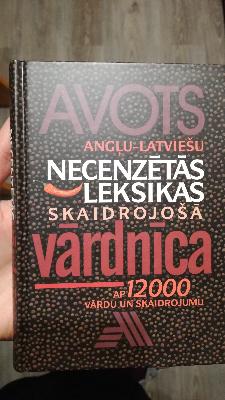 AVOTS
ANGĻU-LATVIEŠU
NECENZĒTĀS
LEKSIKAS
SKAIDROJOŠĀ
vārdnīca
AP 12000
VĀRDU UN SKAIDROJUMU